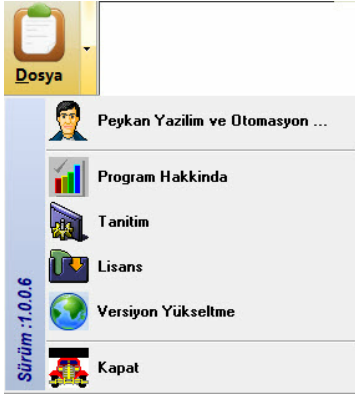 Dosya
Peykan Yazilim ve Otomasyon ...
Program Hakkinda
Tanitim
Lisans
Versiyon Yükseltme
Kapat
Sürüm :1.0.0.6